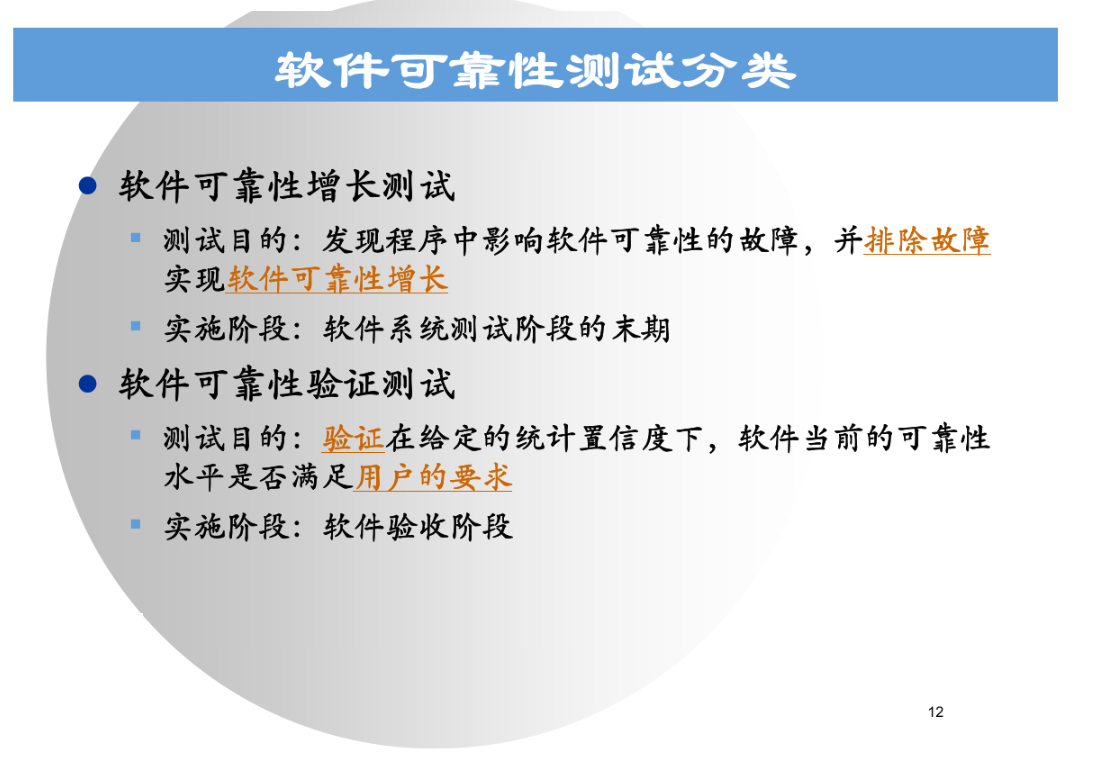 软件可靠性测试分类
软件可靠性增长测试
测试目的：发现程序中影响软件可靠性的故障，并排除故障
实现软件可靠性增长
实施阶段：软件系统测试阶段的末期
软件可靠性验证测试
测试目的：验证在给定的统计置信度下，软件当前的可靠性
水平是否满足用户的要求
实施阶段：软件验收阶段
12